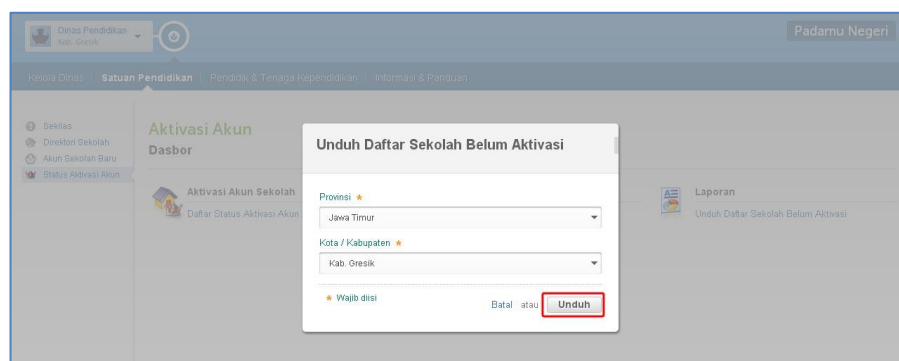 Dinas Pendidikan
Kab. Gresik
Padamu Negeri
Kelola Dinas
Satuan Pendidikan
Pendidik & Tenaga Kependidikan
Informasi & Panduan
Sekilas
Direktori Sekolah
Akun Sekolah Baru
Status Aktivasi Akun
Aktivasi Akun
Dasbor
Aktivasi Akun Sekolah
Daftar Status Aktivasi Akun
Laporan
Unduh Daftar Sekolah Belum Aktivasi
Unduh Daftar Sekolah Belum Aktivasi
Provinsi *
Jawa Timur
Kota / Kabupaten *
Kab. Gresik
* Wajib diisi
Batal atau Unduh